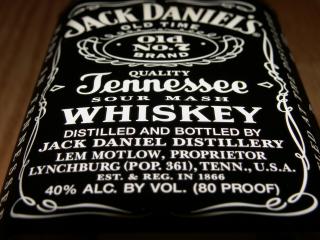 JACK DANIEL'S
OLD TIME
Old
No. 7
BRAND
QUALITY
Tennessee
SOUR MASH
WHISKEY
DISTILLED AND BOTTLED BY
JACK DANIEL DISTILLERY
LEM MOTLOW, PROPRIETOR
LYNCHBURG (POP. 361), TENN., U.S.A.
EST. & REG. IN 1866
40% ALC. BY VOL. (80 PROOF)